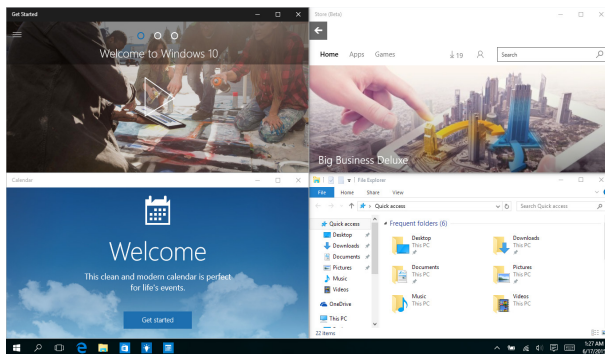 Get Started
Welcome to Windows 10
Store (Beta)
Home Apps Games
19
Search
Big Business Deluxe
Calendar
Welcome
This clean and modern calendar is perfect
for life's events.
Get started
File Explorer
File Home Share View
Quick access
Search Quick access
Quick access
Desktop
Downloads
Documents
Pictures
Music
Videos
OneDrive
This PC
Frequent folders (6)
Desktop
This PC
Downloads
This PC
Documents
This PC
Pictures
This PC
Music
This PC
Videos
This PC
22 items
1:27 AM